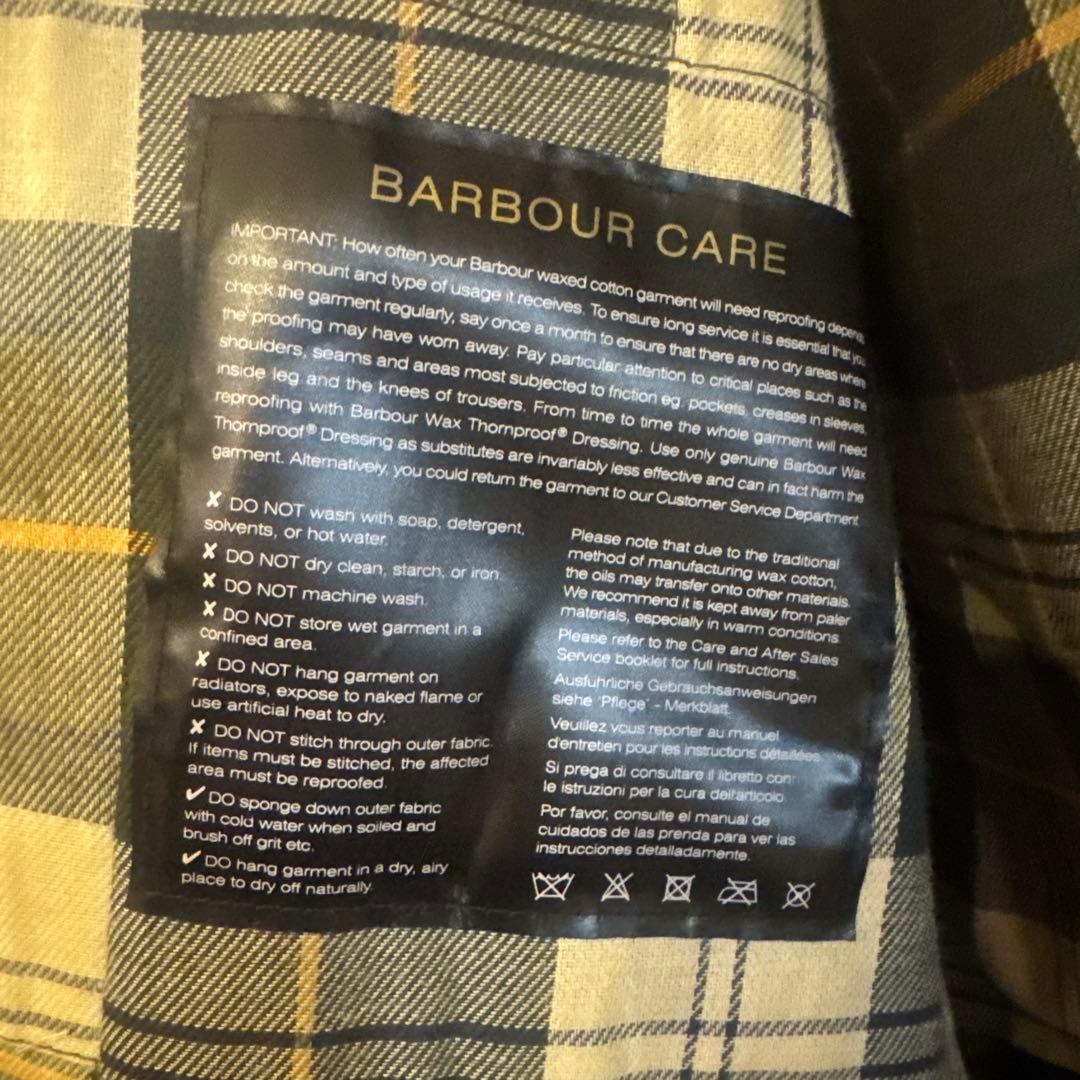 BARBOUR CARE
IMPORTANT: How often your Barbour waxed cotton garment will need reproofing depends
on the amount and type of usage it receives. To ensure long service it is essential that you
check the garment regularly, say once a month to ensure that there are no dry areas where
the proofing may have worn away. Pay particular attention to critical places such as the
shoulders, seams and areas most subjected to friction eg. pockets, creases in sleeves,
inside leg and the knees of trousers. From time to time the whole garment will need
reproofing with Barbour Wax Thornproof® Dressing. Use only genuine Barbour Wax
Thornproof® Dressing as substitutes are invariably less effective and can in fact harm the
garment. Alternatively, you could return the garment to our Customer Service Department.
✘ DO NOT wash with soap, detergent,
solvents, or hot water.
✘ DO NOT dry clean, starch, or iron.
✘ DO NOT machine wash.
✘ DO NOT store wet garment in a
confined area.
✘ DO NOT hang garment on
radiators, expose to naked flame or
use artificial heat to dry.
✘ DO NOT stitch through outer fabric.
If items must be stitched, the affected
area must be reproofed.
✔ DO sponge down outer fabric
with cold water when soiled and
brush off grit etc.
✔ DO hang garment in a dry, airy
place to dry off naturally.
Please note that due to the traditional
method of manufacturing wax cotton,
the oils may transfer onto other materials.
We recommend it is kept away from paler
materials, especially in warm conditions.
Please refer to the Care and After Sales
Service booklet for full instructions.
Ausführliche Gebrauchsanweisungen
siehe 'Pflege' - Merkblatt.
Veuillez vous reporter au manuel
d'entretien pour les instructions détaillées.
Si prega di consultare il libretto con
le istruzioni per la cura dell'articolo.
Por favor, consulte el manual de
cuidados de las prenda para ver las
instrucciones detalladamente.